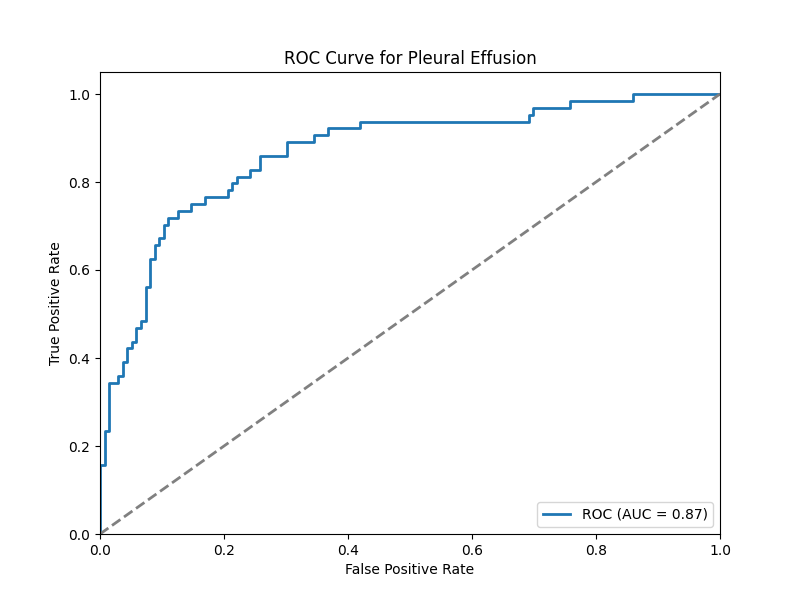 ROC Curve for Pleural Effusion
1.0
0.8
0.6
0.4
0.2
0.0
True Positive Rate
ROC (AUC = 0.87)
0.0 0.2 0.4 0.6 0.8 1.0
False Positive Rate